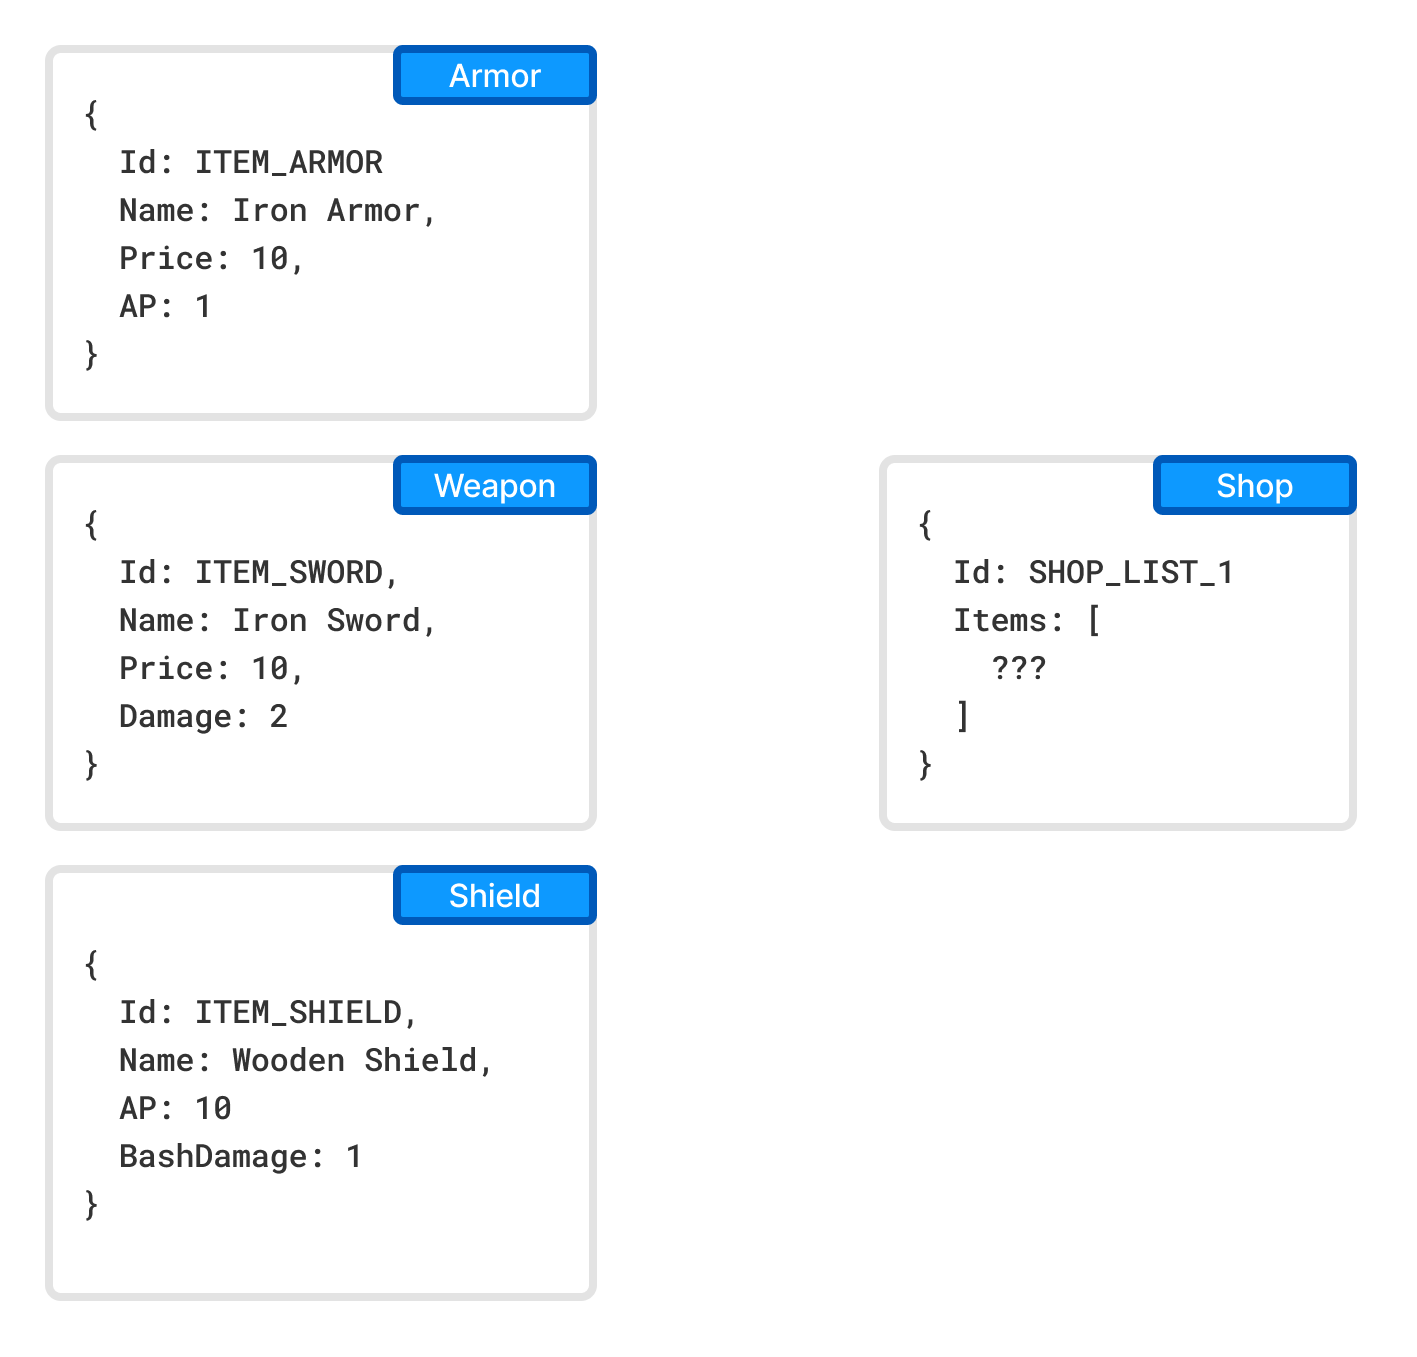 Armor
{
Id: ITEM_ARMOR
Name: Iron Armor,
Price: 10,
AP: 1
}
Weapon
{
Id: ITEM_SWORD,
Name: Iron Sword,
Price: 10,
Damage: 2
}
Shop
{
Id: SHOP_LIST_1
Items: [
???
]
}
Shield
{
Id: ITEM_SHIELD,
Name: Wooden Shield,
AP: 10
BashDamage: 1
}